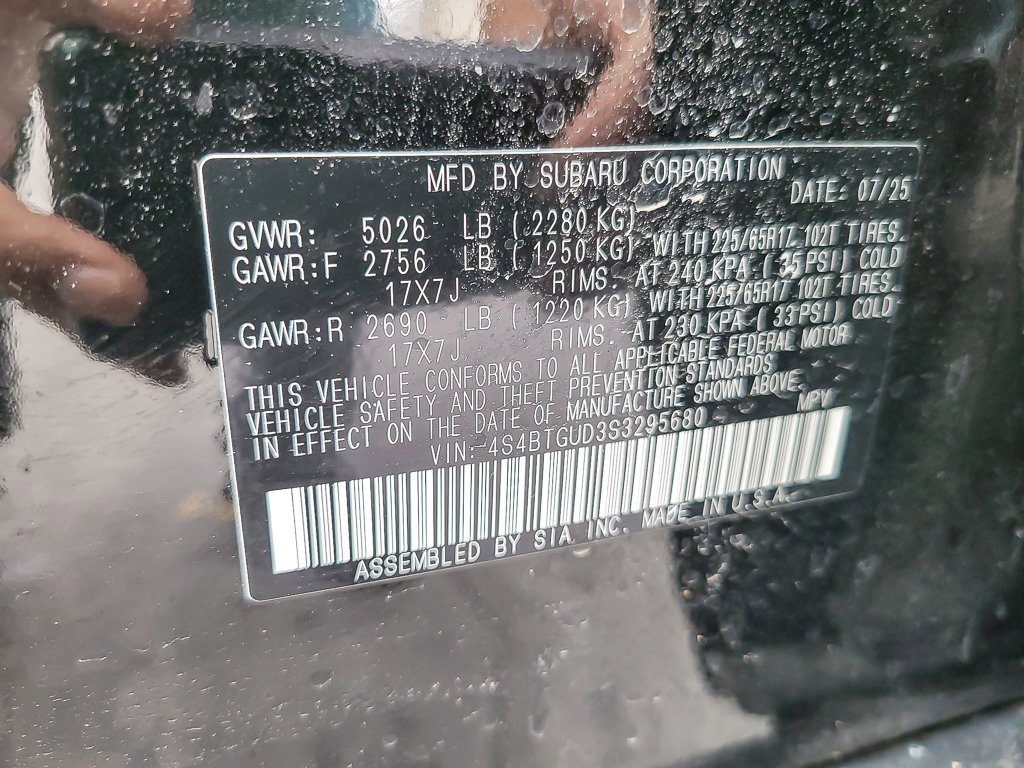 MFD BY SUBARU CORPORATION DATE: 07/25
GVWR: 5026 LB ( 2280 KG)
GAWR:F 2756 LB ( 1250 KG) WITH 225/65R17 102T TIRES.
17X7J RIMS. AT 240 KPA ( 35 PSI) COLD
GAWR:R 2690 LB ( 1220 KG) WITH 225/65R17 102T TIRES.
17X7J RIMS. AT 230 KPA ( 33 PSI) COLD
THIS VEHICLE CONFORMS TO ALL APPLICABLE FEDERAL MOTOR
VEHICLE SAFETY AND THEFT PREVENTION STANDARDS
IN EFFECT ON THE DATE OF MANUFACTURE SHOWN ABOVE.
VIN: 4S4BTGUD3S3295680 MPV
ASSEMBLED BY SIA INC. MADE IN U.S.A.